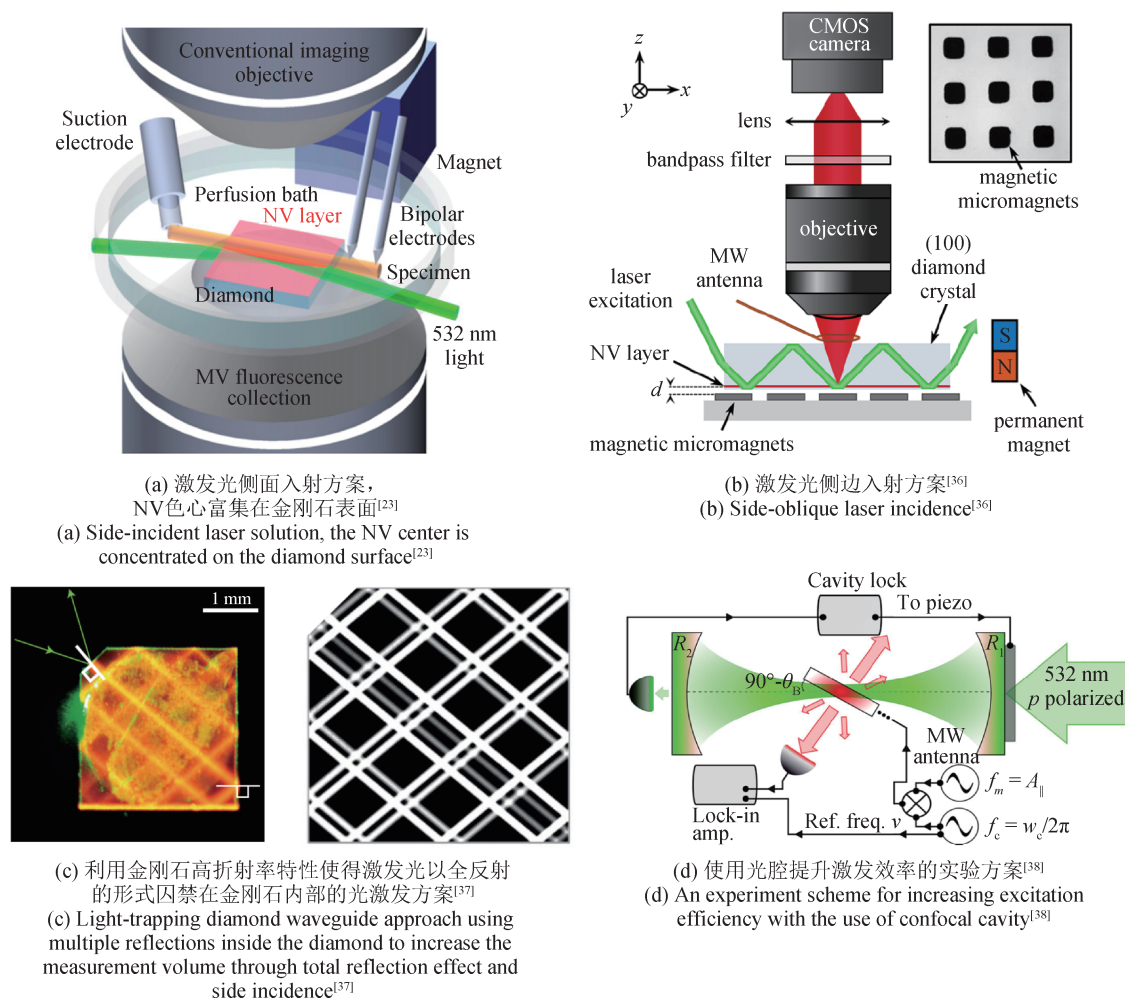 Conventional imaging
objective
Suction
electrode
Magnet
Perfusion bath
NV layer
Bipolar
electrodes
Specimen
Diamond
532 nm
light
MV fluorescence
collection
(a) 激发光侧面入射方案，
NV色心富集在金刚石表面[23]
(a) Side-incident laser solution, the NV center is
concentrated on the diamond surface[23]
CMOS
camera
z
x
y
lens
bandpass filter
magnetic
micromagnets
objective
MW
antenna
(100)
diamond
crystal
laser
excitation
NV layer
d
S
N
permanent
magnet
magnetic micromagnets
(b) 激发光侧边入射方案[36]
(b) Side-oblique laser incidence[36]
1 mm
(c) 利用金刚石高折射率特性使得激发光以全反射
的形式囚禁在金刚石内部的光激发方案[37]
(c) Light-trapping diamond waveguide approach using
multiple reflections inside the diamond to increase the
measurement volume through total reflection effect and
side incidence[37]
Cavity lock
To piezo
R2
R1
90°-θB
532 nm
p polarized
MW
antenna
fm = A∥
Lock-in
amp.
Ref. freq. v
fc = wc/2π
(d) 使用光腔提升激发效率的实验方案[38]
(d) An experiment scheme for increasing excitation
efficiency with the use of confocal cavity[38]